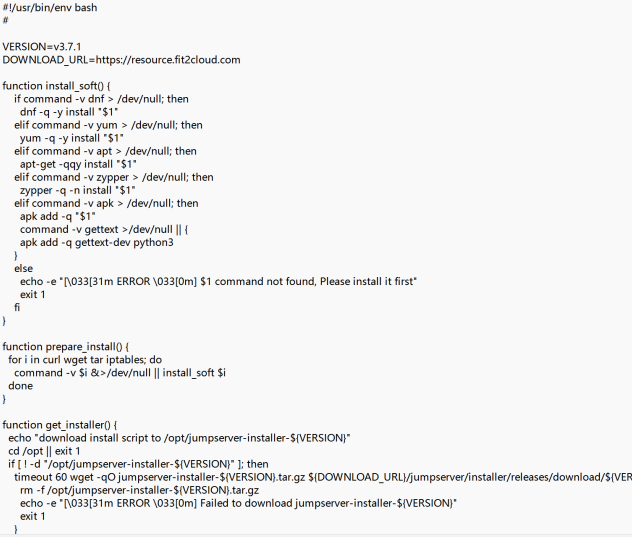 #!/usr/bin/env bash
#
VERSION=v3.7.1
DOWNLOAD_URL=https://resource.fit2cloud.com
function install_soft() {
if command -v dnf > /dev/null; then
dnf -q -y install "$1"
elif command -v yum > /dev/null; then
yum -q -y install "$1"
elif command -v apt > /dev/null; then
apt-get -qqy install "$1"
elif command -v zypper > /dev/null; then
zypper -q -n install "$1"
elif command -v apk > /dev/null; then
apk add -q "$1"
command -v gettext >/dev/null || {
apk add -q gettext-dev python3
}
else
echo -e "[\033[31m ERROR \033[0m] $1 command not found, Please install it first"
exit 1
fi
}
function prepare_install() {
for i in curl wget tar iptables; do
command -v $i &>/dev/null || install_soft $i
done
}
function get_installer() {
echo "download install script to /opt/jumpserver-installer-${VERSION}"
cd /opt || exit 1
if [ ! -d "/opt/jumpserver-installer-${VERSION}" ]; then
timeout 60 wget -qO jumpserver-installer-${VERSION}.tar.gz ${DOWNLOAD_URL}/jumpserver/installer/releases/download/${VER
rm -f /opt/jumpserver-installer-${VERSION}.tar.gz
echo -e "[\033[31m ERROR \033[0m] Failed to download jumpserver-installer-${VERSION}"
exit 1
}